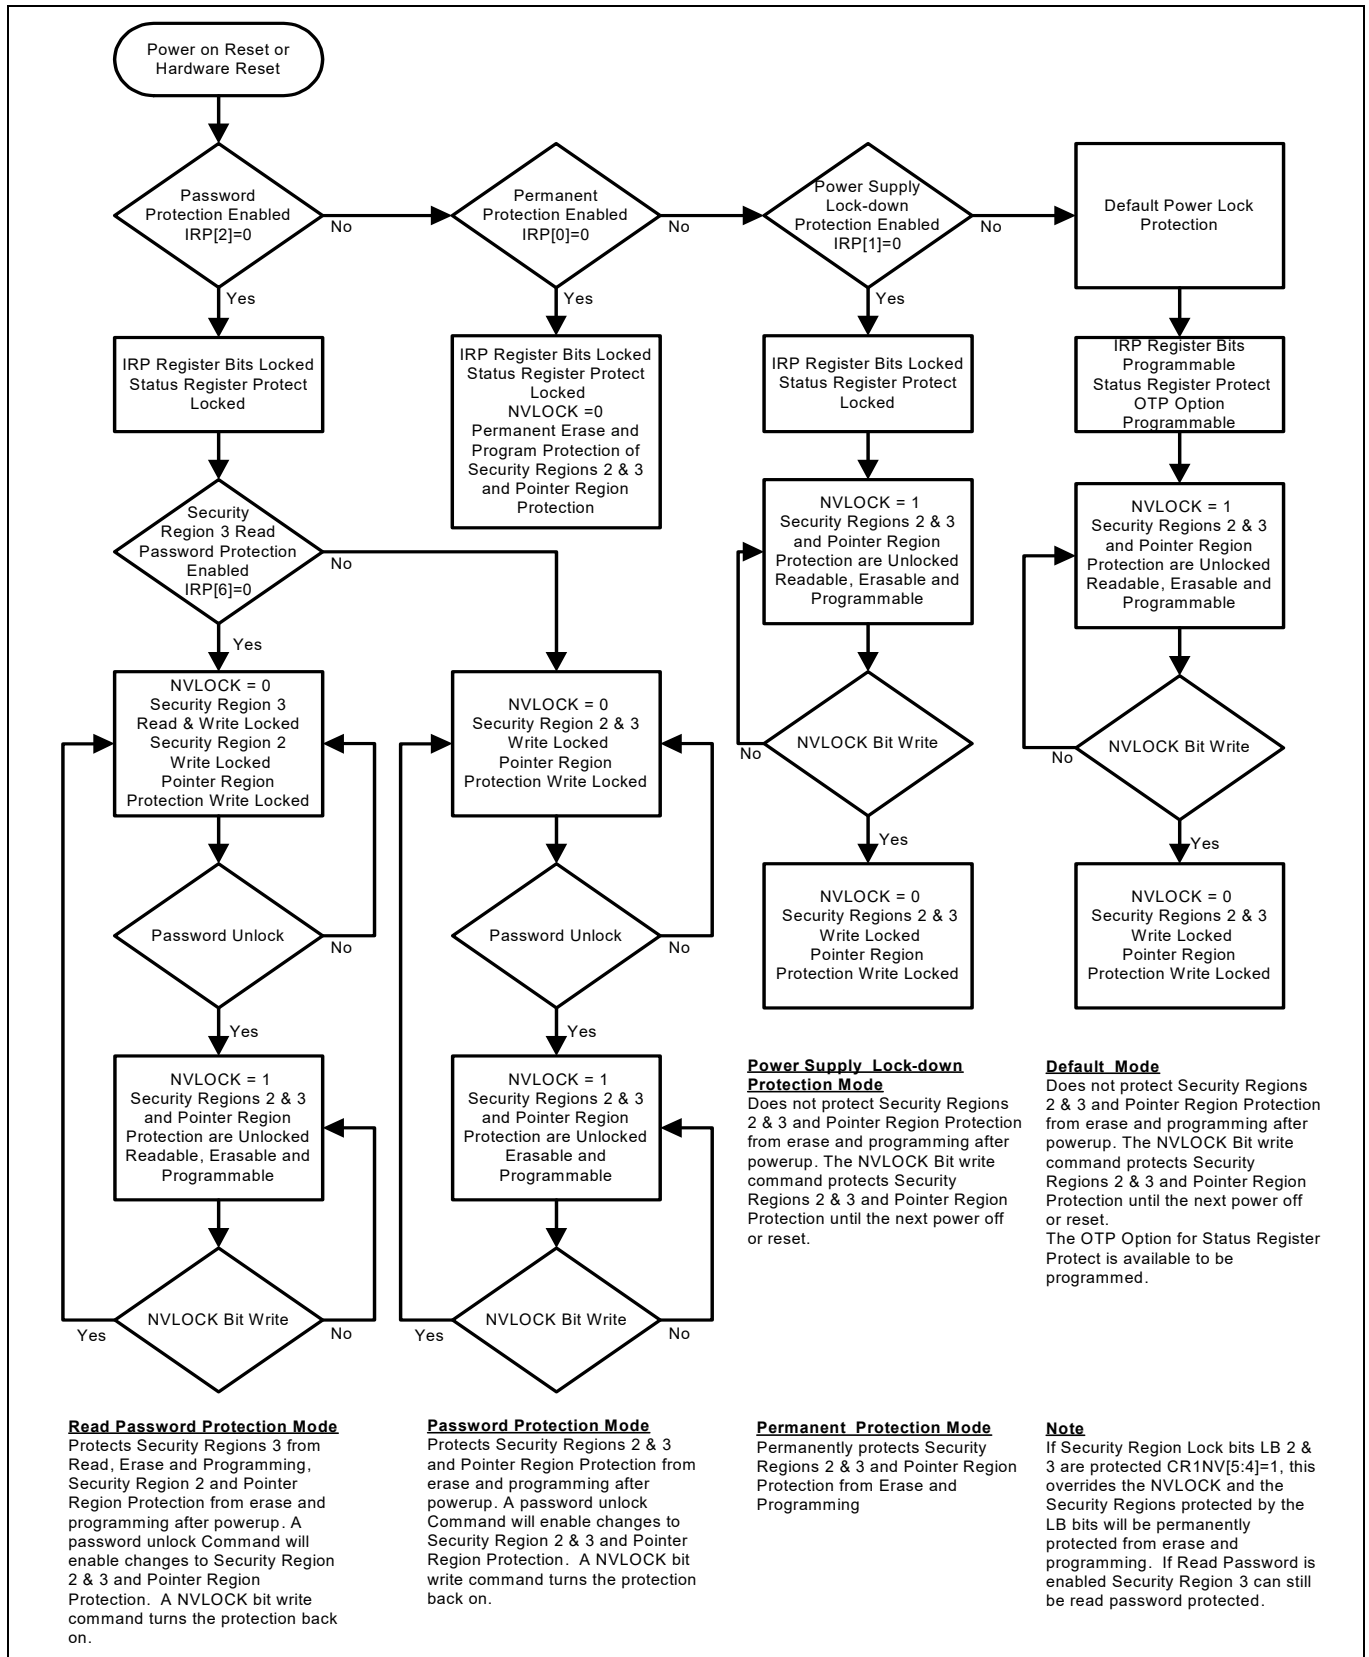 Power on Reset or
Hardware Reset
Password
Protection Enabled
IRP[2]=0
No
Yes
Permanent
Protection Enabled
IRP[0]=0
No
Yes
Power Supply
Lock-down
Protection Enabled
IRP[1]=0
No
Yes
Default Power Lock
Protection
IRP Register Bits Locked
Status Register Protect
Locked
IRP Register Bits Locked
Status Register Protect
Locked
NVLOCK =0
Permanent Erase and
Program Protection of
Security Regions 2 & 3
and Pointer Region
Protection
IRP Register Bits Locked
Status Register Protect
Locked
IRP Register Bits
Programmable
Status Register Protect
OTP Option
Programmable
Security
Region 3 Read
Password Protection
Enabled
IRP[6]=0
No
Yes
NVLOCK = 1
Security Regions 2 & 3
and Pointer Region
Protection are Unlocked
Readable, Erasable and
Programmable
NVLOCK = 1
Security Regions 2 & 3
and Pointer Region
Protection are Unlocked
Readable, Erasable and
Programmable
NVLOCK = 0
Security Region 3
Read & Write Locked
Security Region 2
Write Locked
Pointer Region
Protection Write Locked
NVLOCK = 0
Security Region 2 & 3
Write Locked
Pointer Region
Protection Write Locked
NVLOCK Bit Write
No
Yes
NVLOCK Bit Write
No
Yes
Password Unlock
No
Yes
Password Unlock
No
Yes
NVLOCK = 0
Security Regions 2 & 3
Write Locked
Pointer Region
Protection Write Locked
NVLOCK = 0
Security Regions 2 & 3
Write Locked
Pointer Region
Protection Write Locked
NVLOCK = 1
Security Regions 2 & 3
and Pointer Region
Protection are Unlocked
Readable, Erasable and
Programmable
NVLOCK = 1
Security Regions 2 & 3
and Pointer Region
Protection are Unlocked
Erasable and
Programmable
Power Supply Lock-down
Protection Mode
Does not protect Security Regions
2 & 3 and Pointer Region Protection
from erase and programming after
powerup. The NVLOCK Bit write
command protects Security
Regions 2 & 3 and Pointer Region
Protection until the next power off
or reset.
Default Mode
Does not protect Security Regions
2 & 3 and Pointer Region Protection
from erase and programming after
powerup. The NVLOCK Bit write
command protects Security
Regions 2 & 3 and Pointer Region
Protection until the next power off
or reset.
The OTP Option for Status Register
Protect is available to be
programmed.
NVLOCK Bit Write
Yes
No
NVLOCK Bit Write
Yes
No
Read Password Protection Mode
Protects Security Regions 3 from
Read, Erase and Programming,
Security Region 2 and Pointer
Region Protection from erase and
programming after powerup. A
password unlock Command will
enable changes to Security Region
2 & 3 and Pointer Region
Protection. A NVLOCK bit write
command turns the protection back
on.
Password Protection Mode
Protects Security Regions 2 & 3
and Pointer Region Protection from
erase and programming after
powerup. A password unlock
Command will enable changes to
Security Region 2 & 3 and Pointer
Region Protection. A NVLOCK bit
write command turns the protection
back on.
Permanent Protection Mode
Permanently protects Security
Regions 2 & 3 and Pointer Region
Protection from Erase and
Programming
Note
If Security Region Lock bits LB 2 &
3 are protected CR1NV[5:4]=1, this
overrides the NVLOCK and the
Security Regions protected by the
LB bits will be permanently
protected from erase and
programming. If Read Password is
enabled Security Region 3 can still
be read password protected.